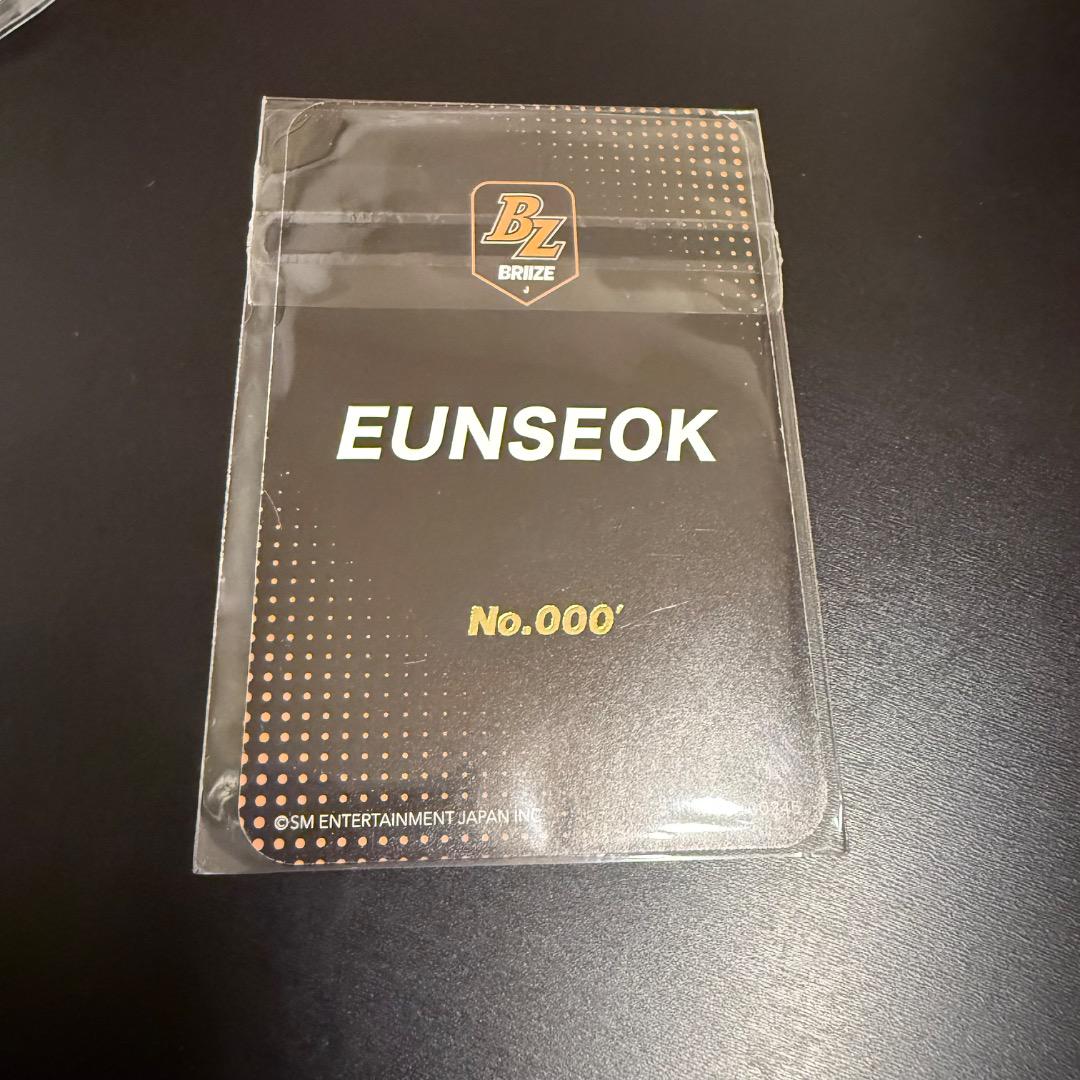 BZ
BRIIZE
J
EUNSEOK
No.000'
©SM ENTERTAINMENT JAPAN INC.